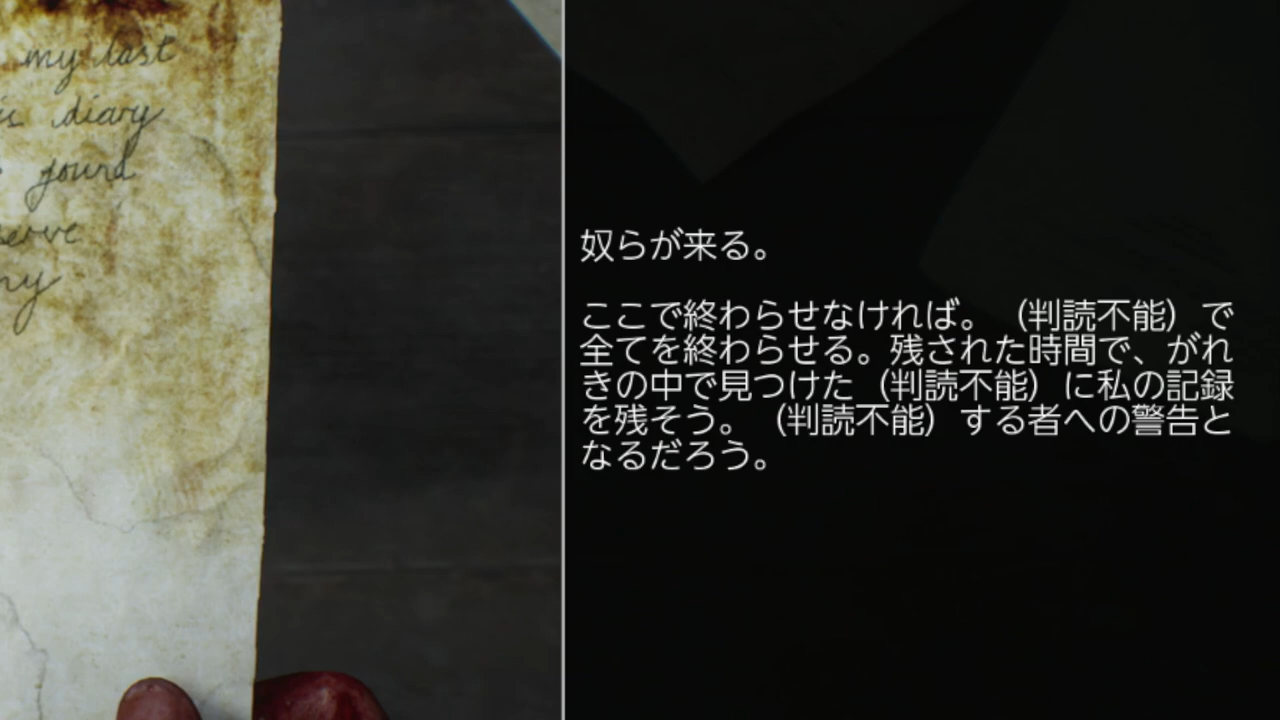 my last
is diary
gourd
serve
ny
奴らが来る。
ここで終わらせなければ。（判読不能）で
全てを終わらせる。残された時間で、がれ
きの中で見つけた（判読不能）に私の記録
を残そう。（判読不能）する者への警告と
なるだろう。